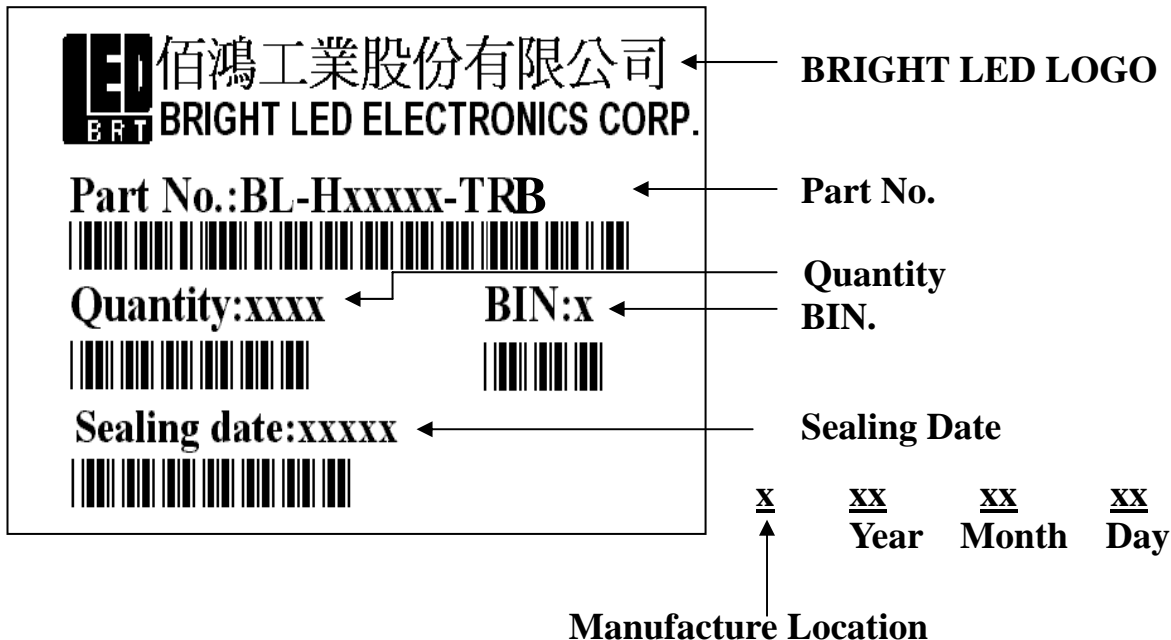 LED
BRT
佰鴻工業股份有限公司
BRIGHT LED ELECTRONICS CORP.
BRIGHT LED LOGO
Part No.:BL-Hxxxxx-TRB
Part No.
Quantity:xxxx
BIN:x
Quantity
BIN.
Sealing date:xxxxx
Sealing Date
x xx xx xx
Year Month Day
Manufacture Location